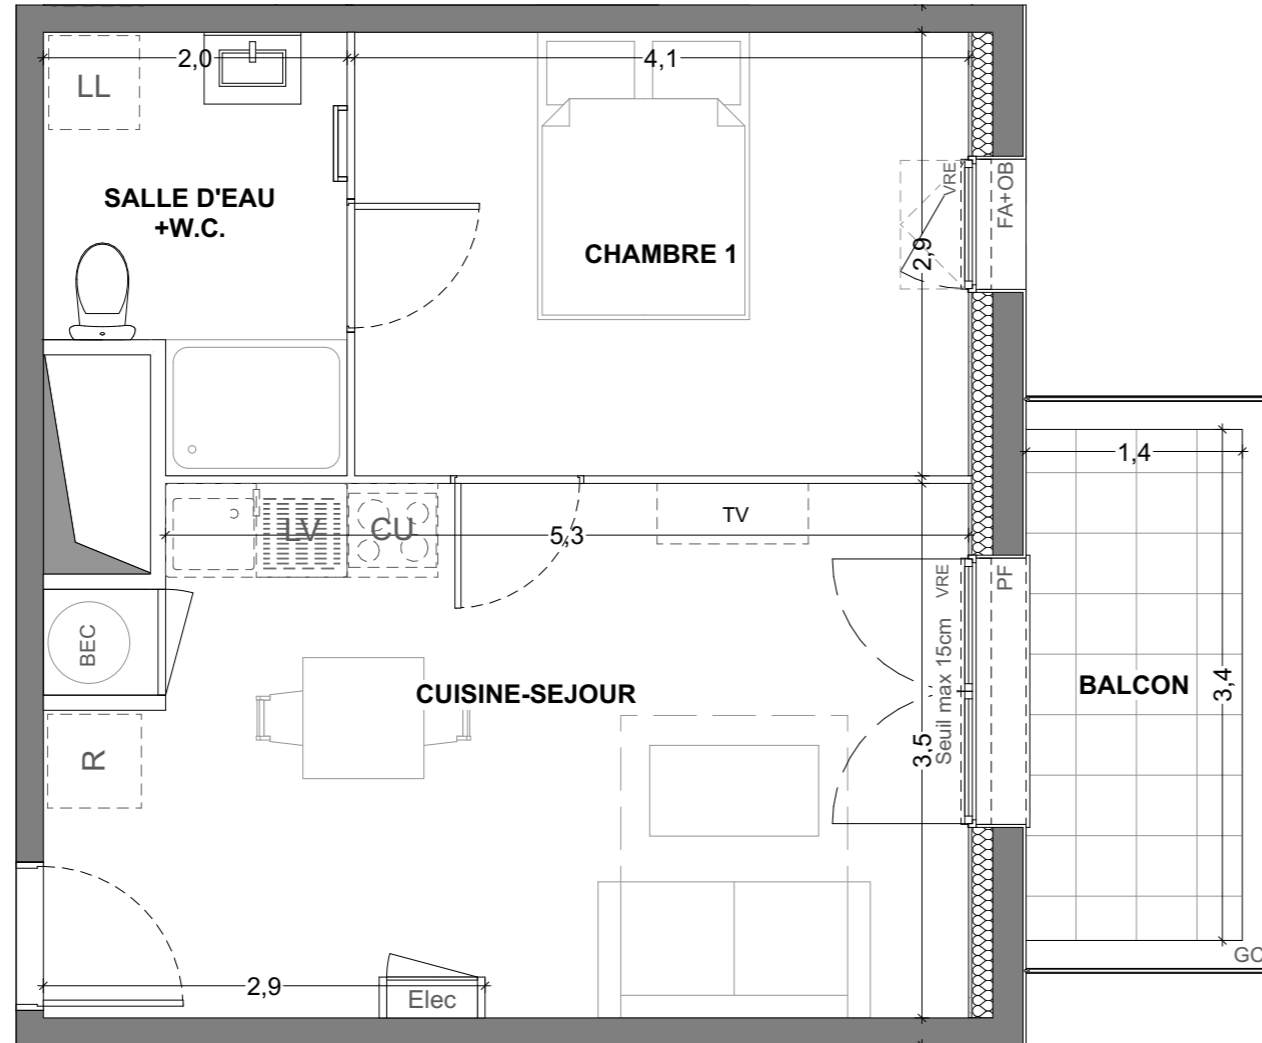 2,0
4,1
LL
SALLE D'EAU
+W.C.
CHAMBRE 1
VRE
FA+OB
2,9
1,4
LV
CU
5,3
TV
BEC
VRE
PF
Seuil max 15cm
CUISINE-SEJOUR
BALCON
3,4
R
3,5
2,9
Elec
GC